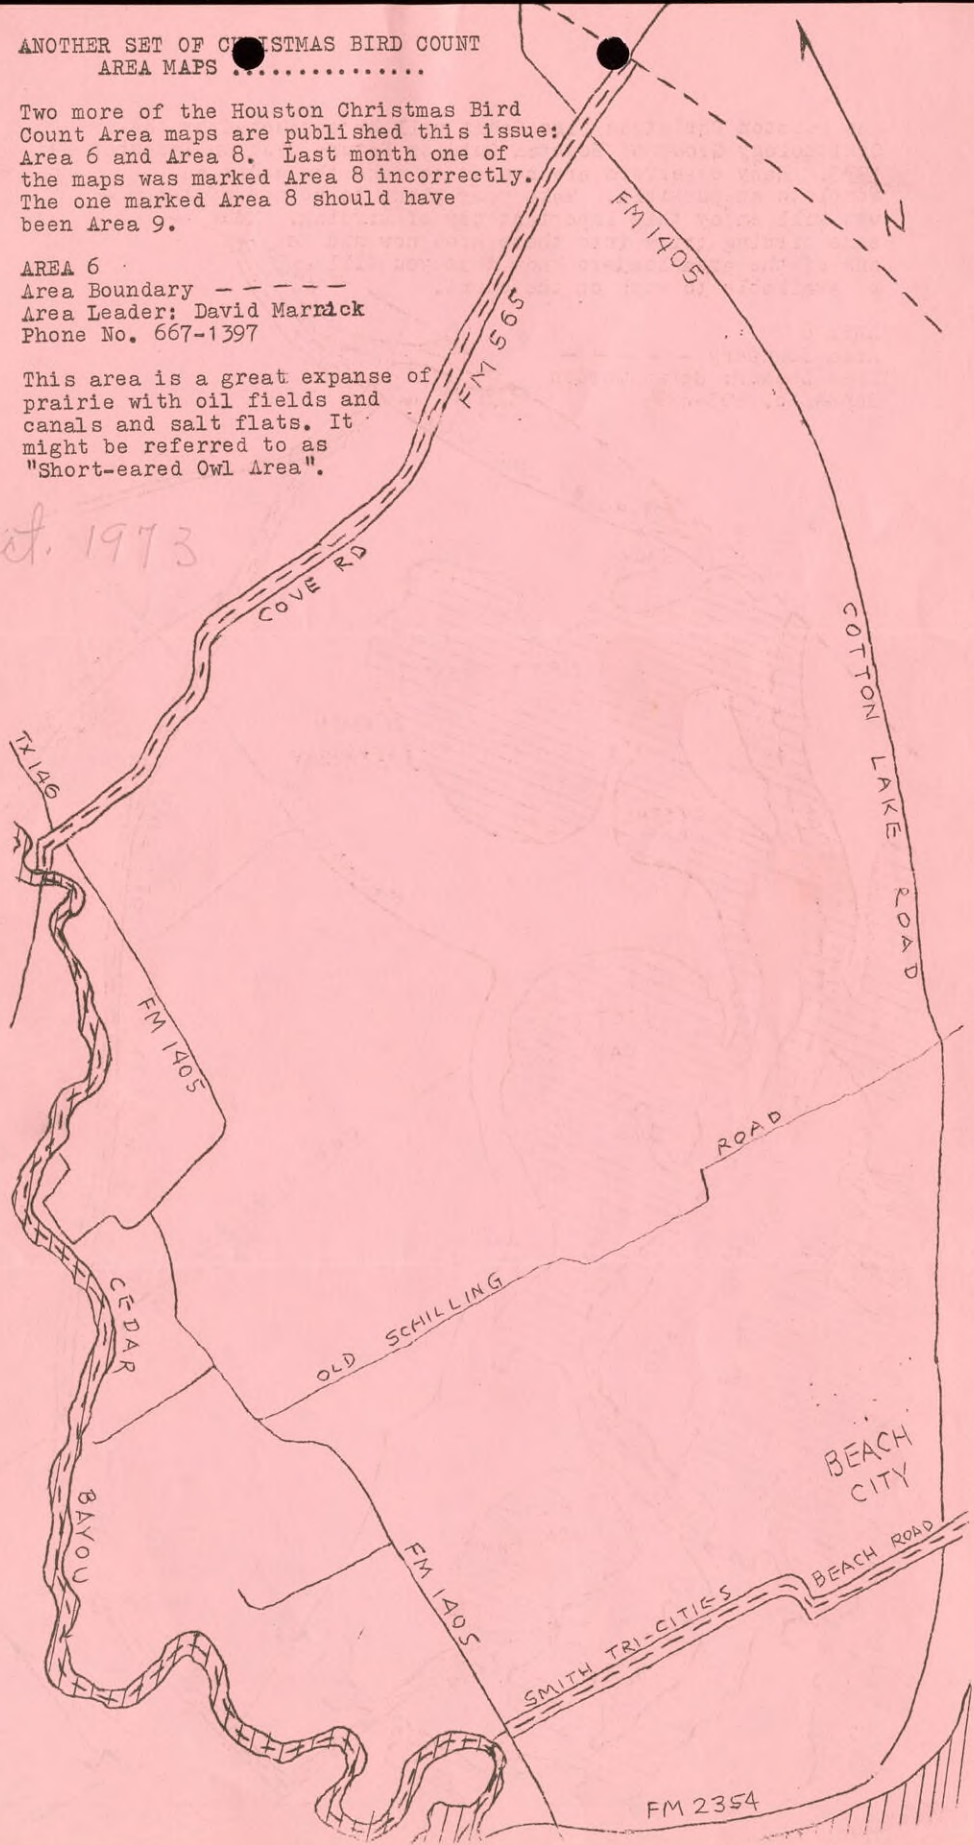 ANOTHER SET OF CH ISTMAS BIRD COUNT
AREA MAPS ...............
Two more of the Houston Christmas Bird
Count Area maps are published this issue:
Area 6 and Area 8. Last month one of
the maps was marked Area 8 incorrectly.
The one marked Area 8 should have
been Area 9.
AREA 6
Area Boundary - - - - - -
Area Leader: David Marrick
Phone No. 667-1397
This area is a great expanse of
prairie with oil fields and
canals and salt flats. It
might be referred to as
"Short-eared Owl Area".
ct. 1973
N
FM 1405
FM 565
COVE RD
COTTON LAKE ROAD
TX 146
FM 1405
ROAD
OLD SCHILLING
CEDAR
BAYOU
BEACH
CITY
FM 1405
SMITH TRI-CITIES BEACH ROAD
FM 2354